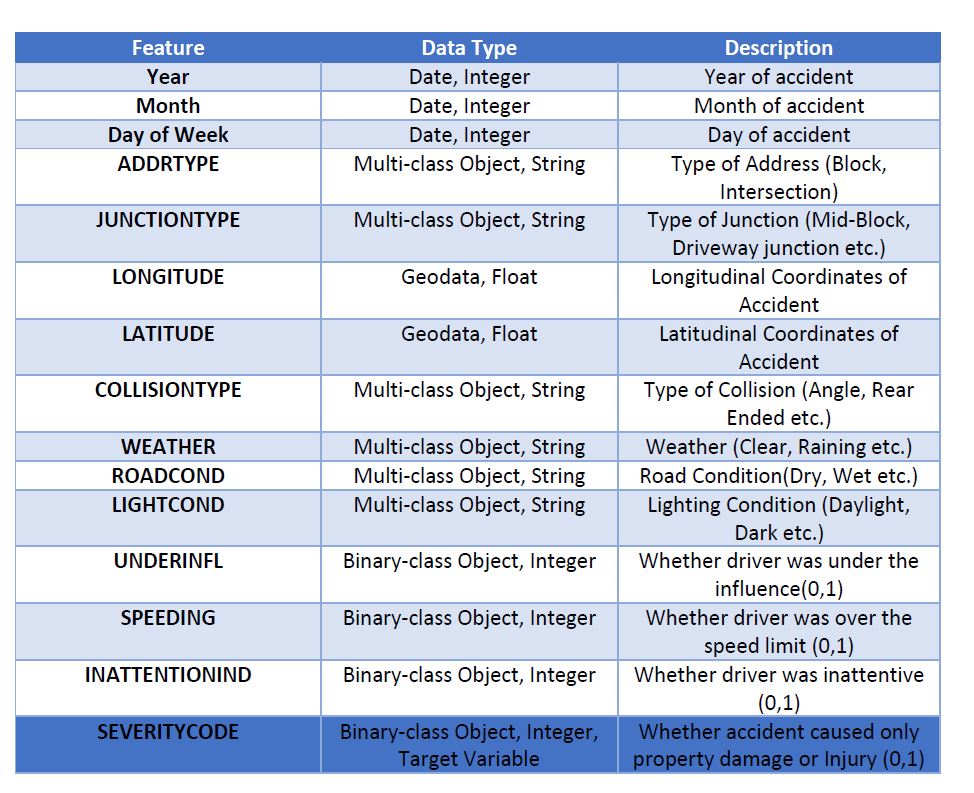 Feature Data Type Description
Year Date, Integer Year of accident
Month Date, Integer Month of accident
Day of Week Date, Integer Day of accident
ADDRTYPE Multi-class Object, String Type of Address (Block,
Intersection)
JUNCTIONTYPE Multi-class Object, String Type of Junction (Mid-Block,
Driveway junction etc.)
LONGITUDE Geodata, Float Longitudinal Coordinates of
Accident
LATITUDE Geodata, Float Latitudinal Coordinates of
Accident
COLLISIONTYPE Multi-class Object, String Type of Collision (Angle, Rear
Ended etc.)
WEATHER Multi-class Object, String Weather (Clear, Raining etc.)
ROADCOND Multi-class Object, String Road Condition(Dry, Wet etc.)
LIGHTCOND Multi-class Object, String Lighting Condition (Daylight,
Dark etc.)
UNDERINFL Binary-class Object, Integer Whether driver was under the
influence(0,1)
SPEEDING Binary-class Object, Integer Whether driver was over the
speed limit (0,1)
INATTENTIONIND Binary-class Object, Integer Whether driver was inattentive
(0,1)
SEVERITYCODE Binary-class Object, Integer, Whether accident caused only
Target Variable property damage or Injury (0,1)